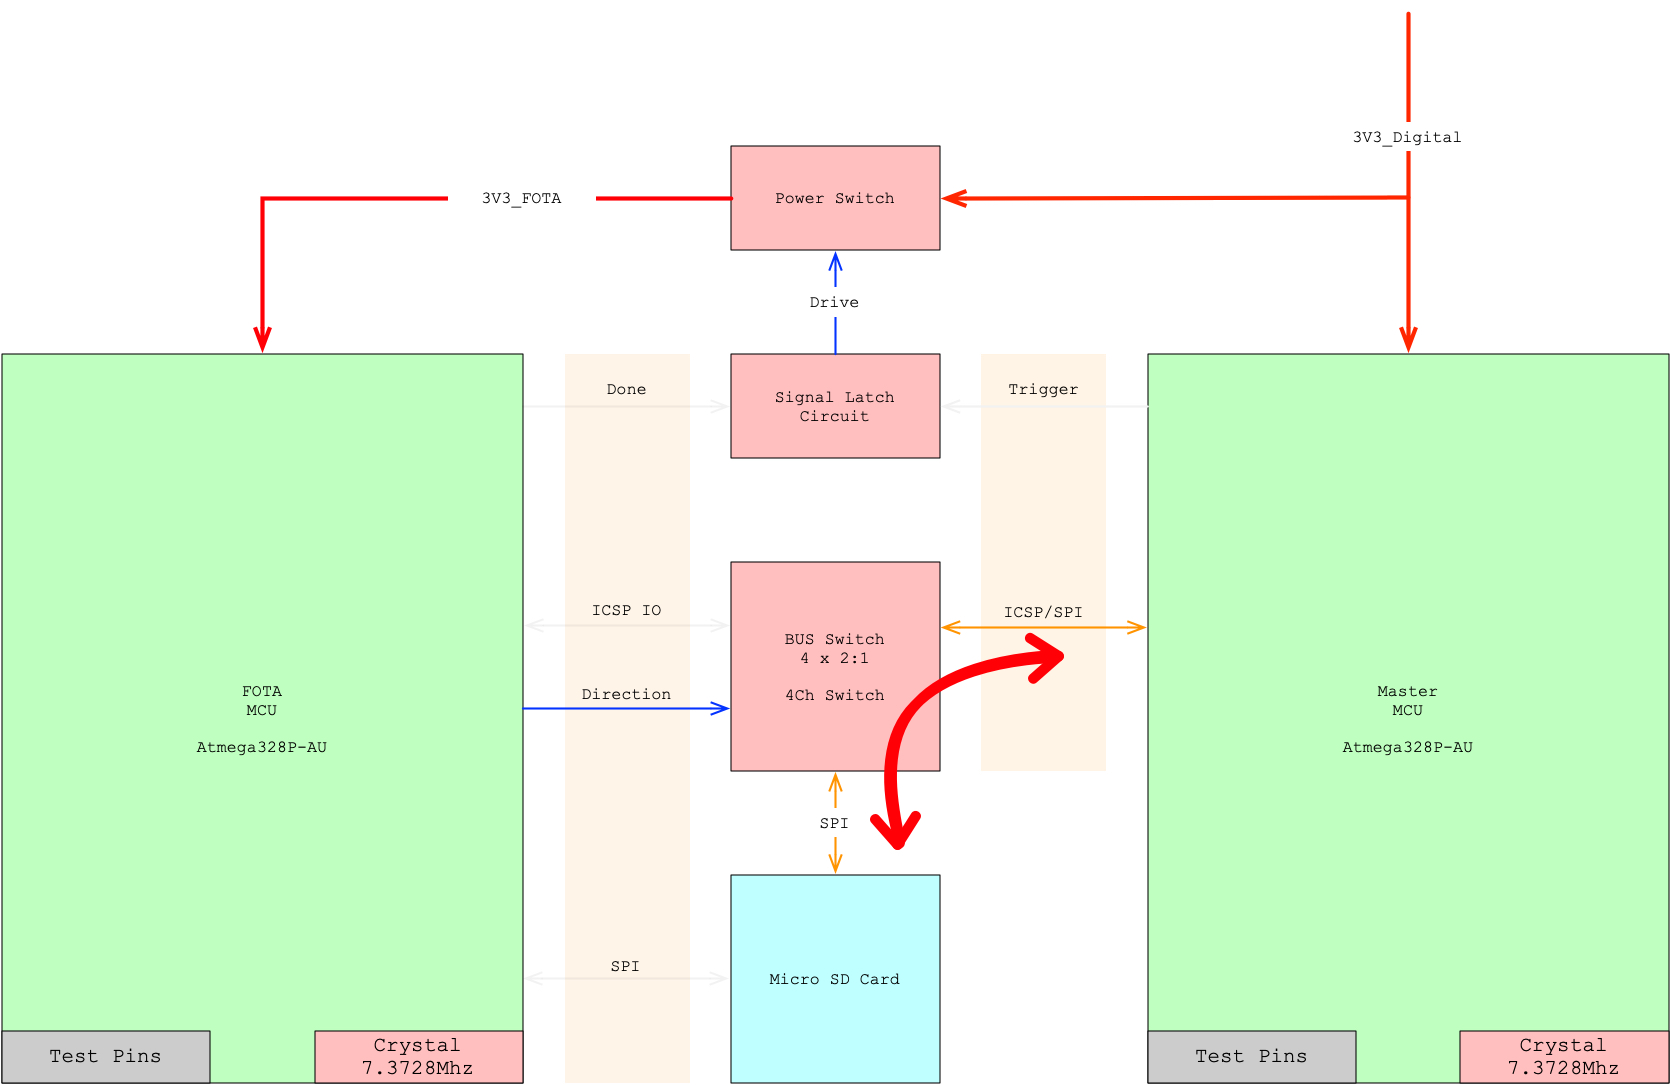 3V3_Digital
3V3_FOTA
Power Switch
Drive
Done
Signal Latch
Circuit
Trigger
ICSP IO
BUS Switch
4 x 2:1
4Ch Switch
ICSP/SPI
Direction
FOTA
MCU
Atmega328P-AU
Master
MCU
Atmega328P-AU
SPI
SPI
Micro SD Card
Test Pins
Crystal
7.3728Mhz
Test Pins
Crystal
7.3728Mhz